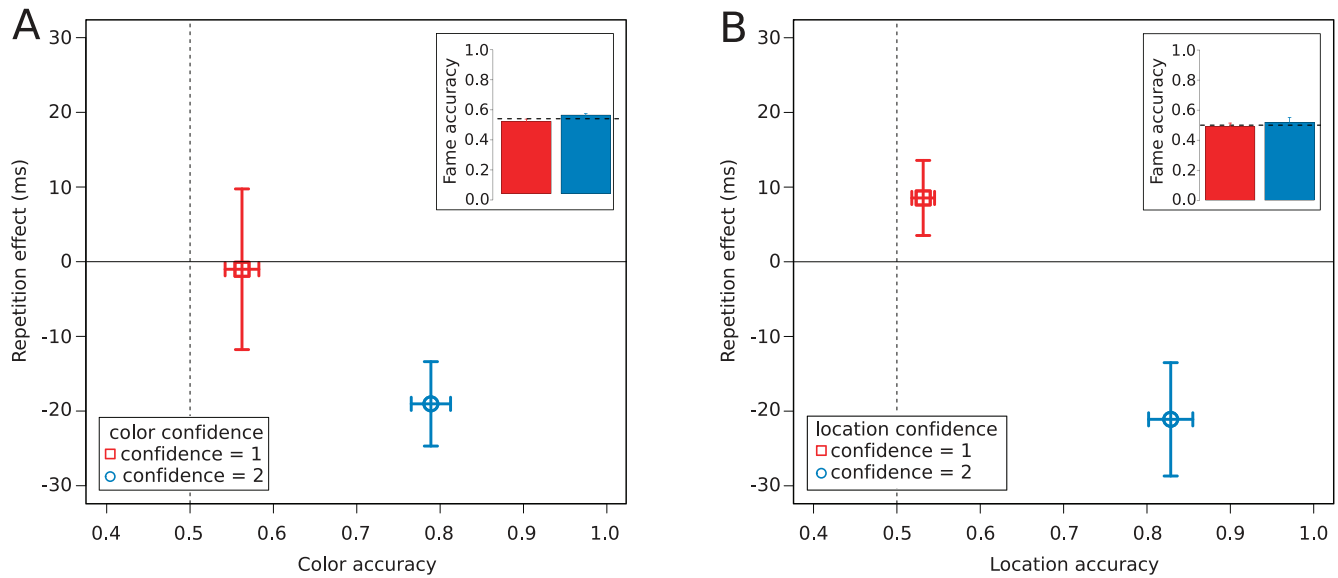 A
Repetition effect (ms)
30
20
10
0
-10
-20
-30
Fame accuracy
1.0
0.8
0.6
0.4
0.2
0.0
color confidence
confidence = 1
confidence = 2
0.4 0.5 0.6 0.7 0.8 0.9 1.0
Color accuracy
B
Repetition effect (ms)
30
20
10
0
-10
-20
-30
Fame accuracy
1.0
0.8
0.6
0.4
0.2
0.0
location confidence
confidence = 1
confidence = 2
0.4 0.5 0.6 0.7 0.8 0.9 1.0
Location accuracy